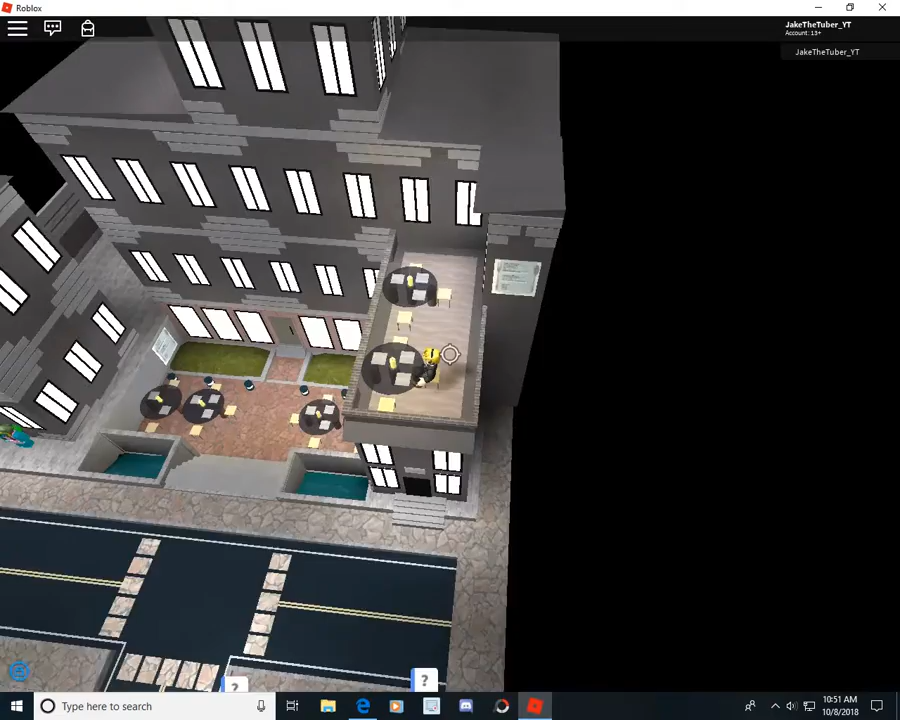 Roblox
JakeTheTuber_YT
Account: 13+
JakeTheTuber_YT
?
?
Type here to search
10:51 AM
10/8/2018